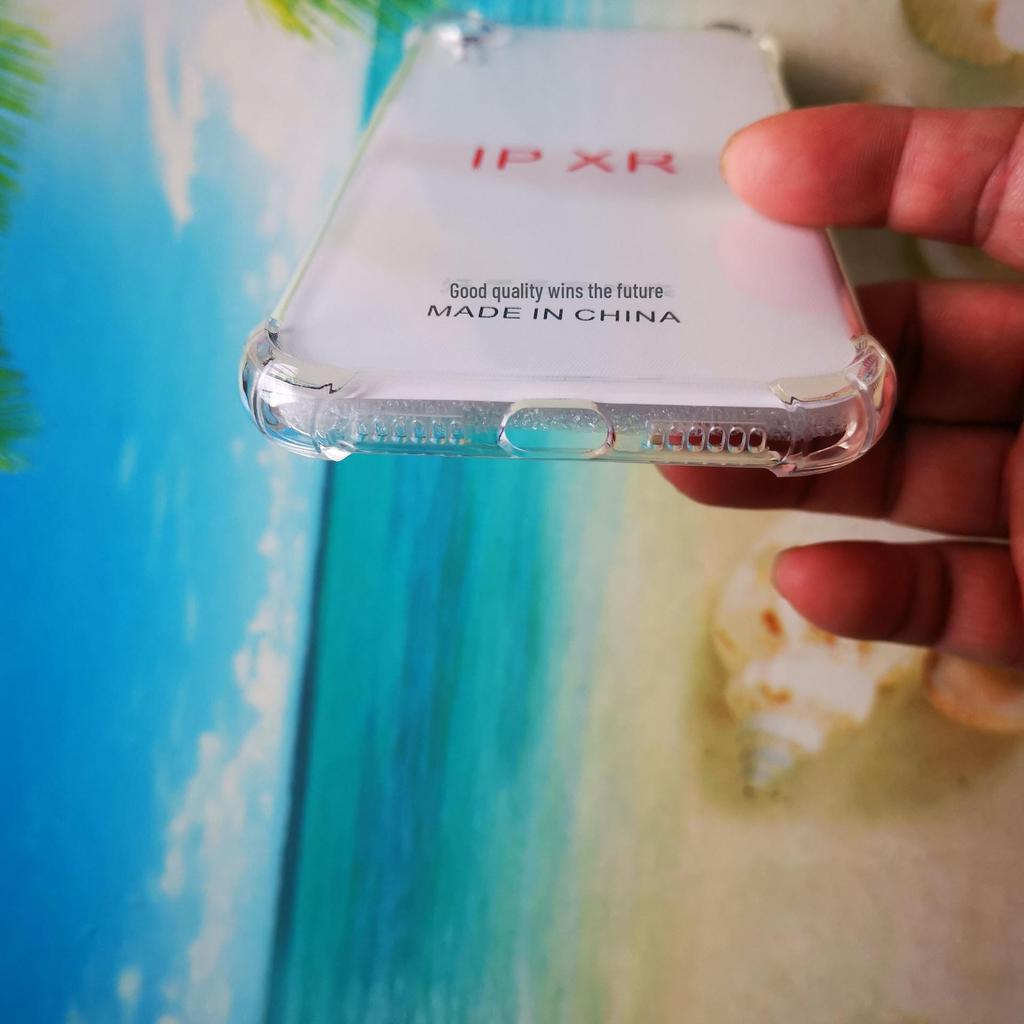 IP XR
Good quality wins the future
MADE IN CHINA